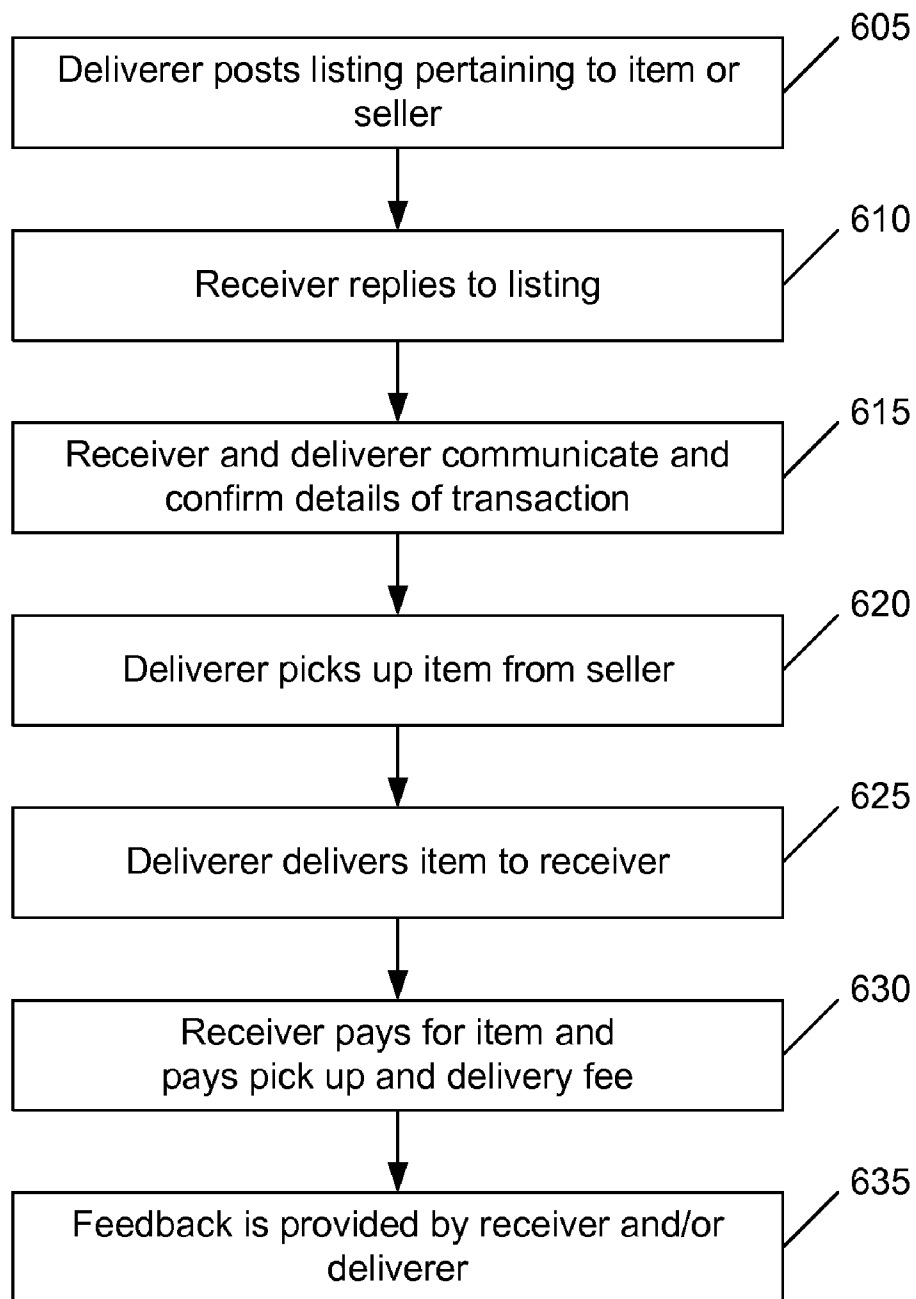 605
Deliverer posts listing pertaining to item or
seller
610
Receiver replies to listing
615
Receiver and deliverer communicate and
confirm details of transaction
620
Deliverer picks up item from seller
625
Deliverer delivers item to receiver
630
Receiver pays for item and
pays pick up and delivery fee
635
Feedback is provided by receiver and/or
deliverer